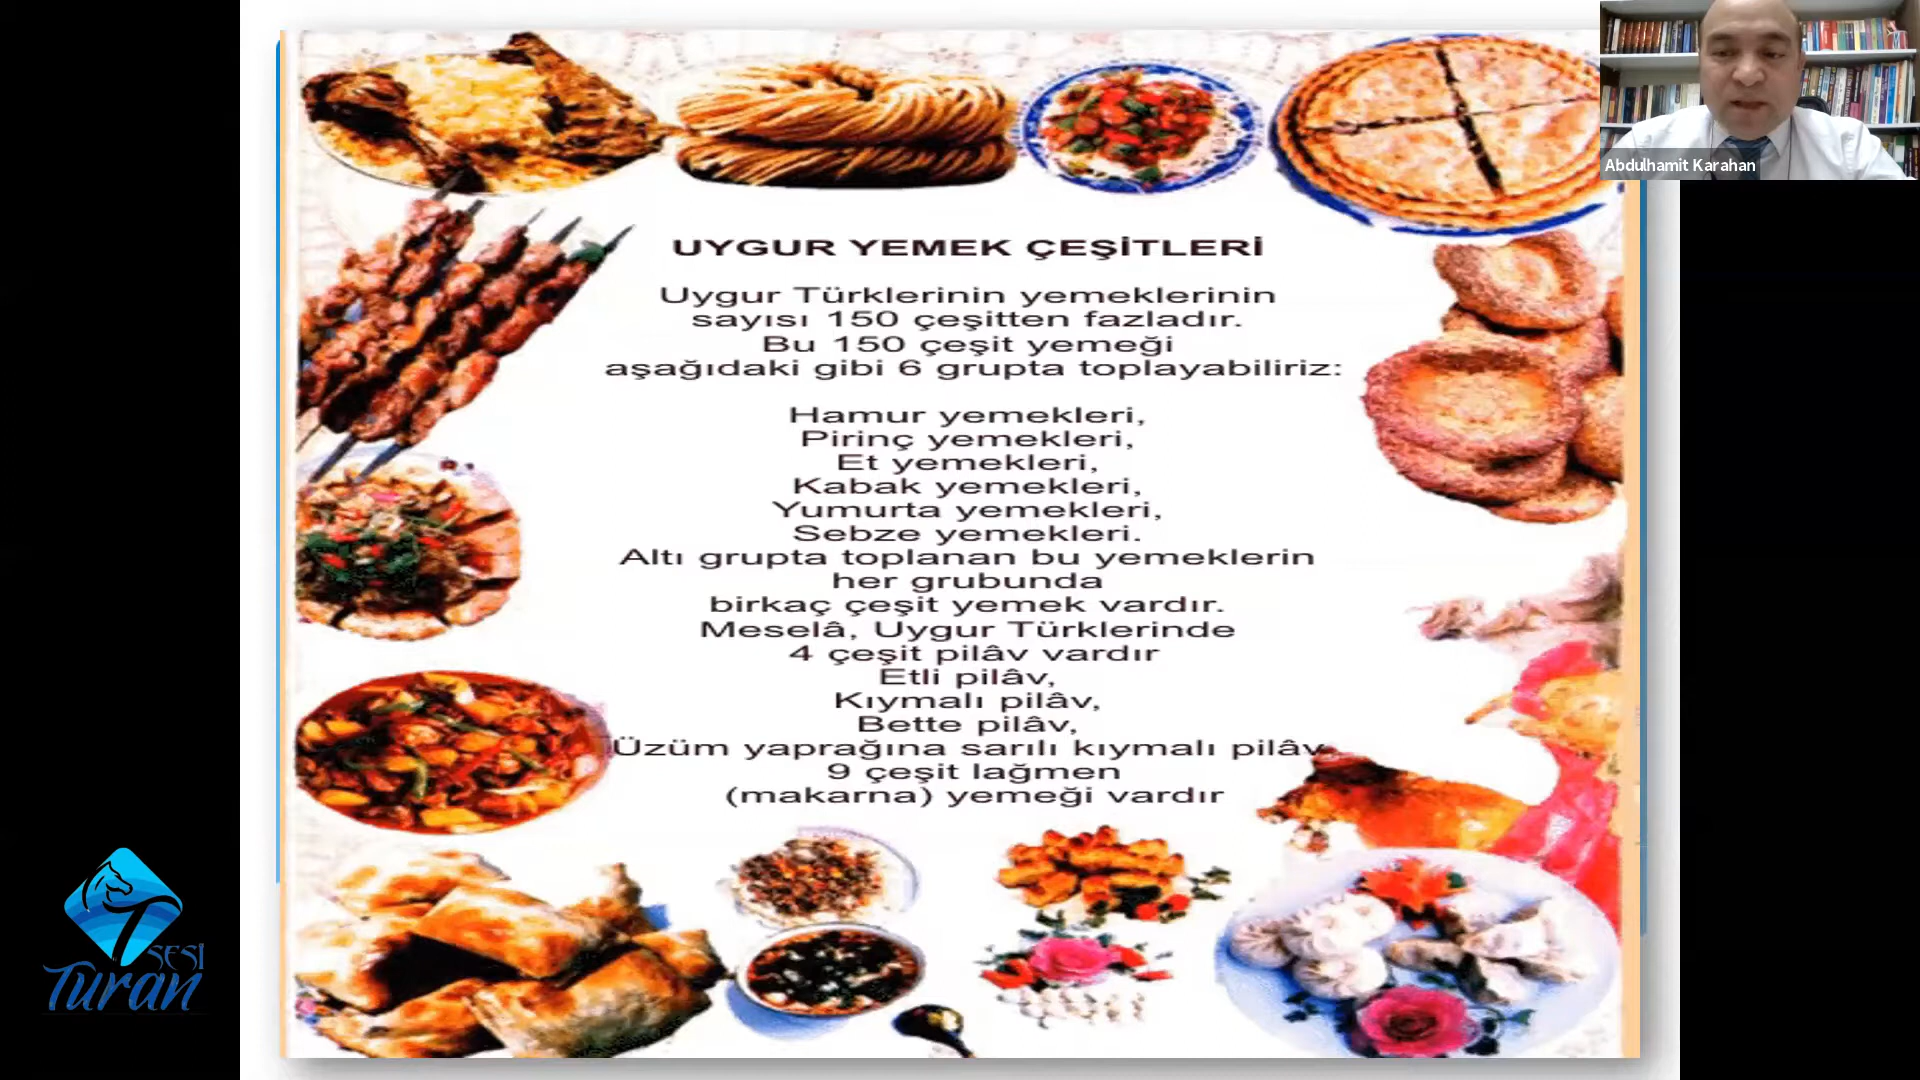 Abdulhamit Karahan
UYGUR YEMEK ÇEŞİTLERİ
Uygur Türklerinin yemeklerinin
sayısı 150 çeşitten fazladır.
Bu 150 çeşit yemeği
aşağıdaki gibi 6 grupta toplayabiliriz:
Hamur yemekleri,
Pirinç yemekleri,
Et yemekleri,
Kabak yemekleri,
Yumurta yemekleri,
Sebze yemekleri.
Altı grupta toplanan bu yemeklerin
her grubunda
birkaç çeşit yemek vardır.
Meselâ, Uygur Türklerinde
4 çeşit pilâv vardır
Etli pilâv,
Kıymalı pilâv,
Bette pilâv,
Üzüm yaprağına sarılı kıymalı pilâv,
9 çeşit lağmen
(makarna) yemeği vardır
SESİ
Turan